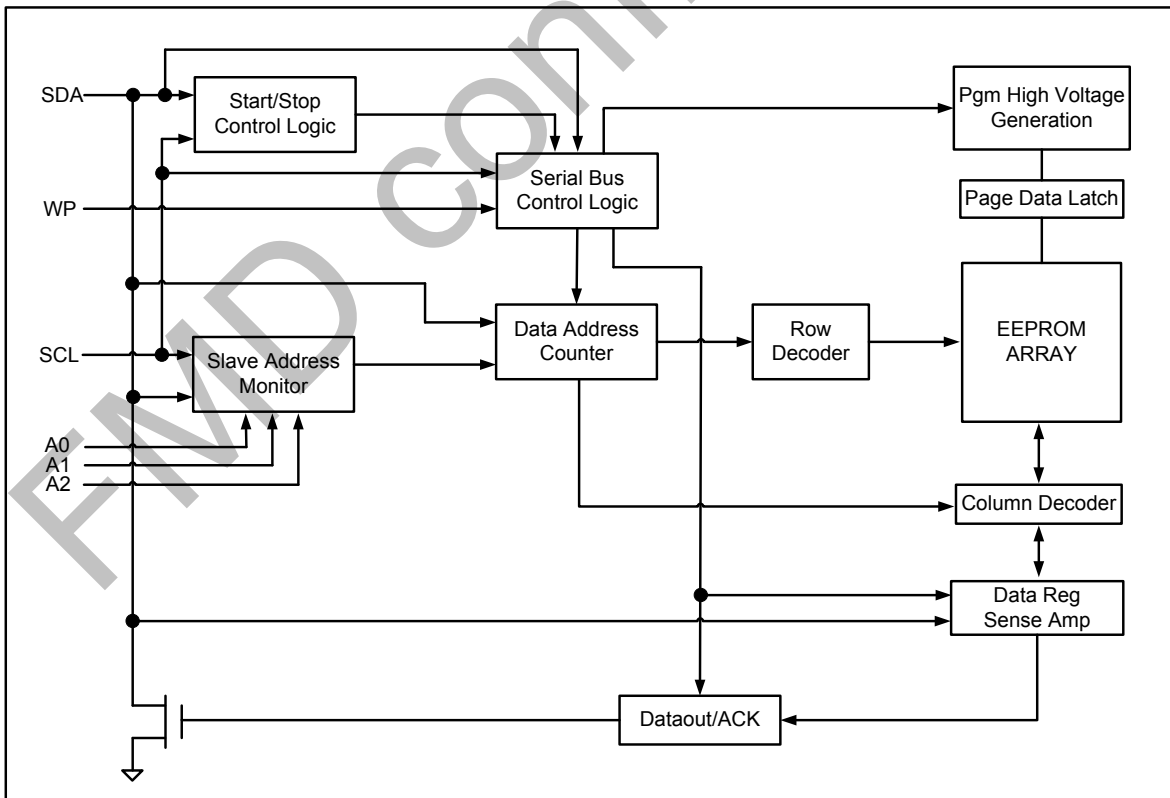 FMD con
SDA
Start/Stop
Control Logic
Pgm High Voltage
Generation
Serial Bus
Control Logic
WP
Page Data Latch
SCL
Slave Address
Monitor
Data Address
Counter
Row
Decoder
EEPROM
ARRAY
A0
A1
A2
Column Decoder
Data Reg
Sense Amp
Dataout/ACK